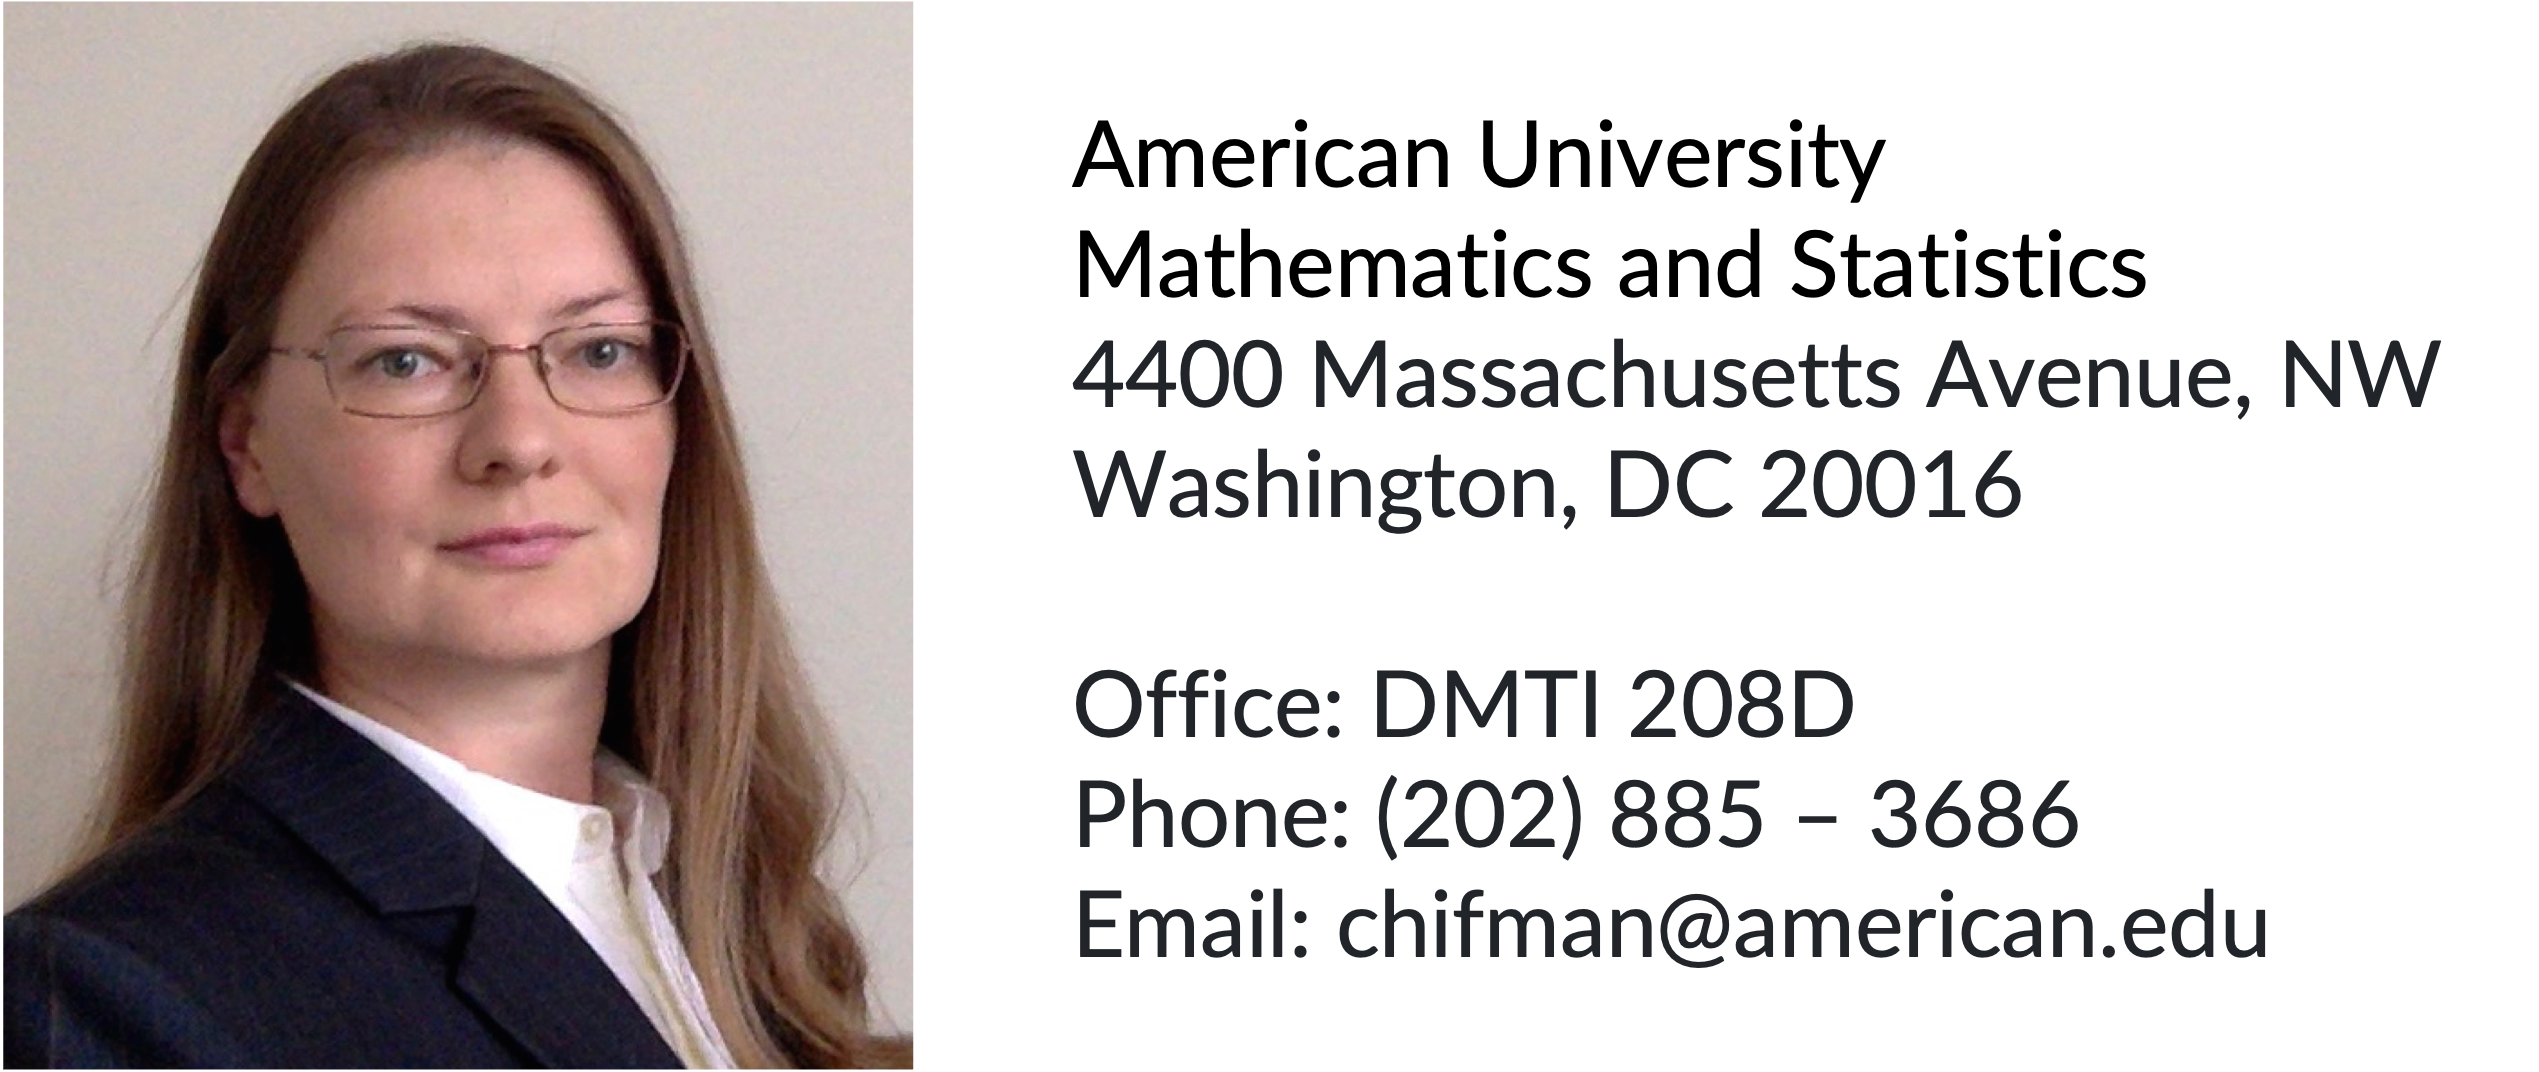 American University
Mathematics and Statistics
4400 Massachusetts Avenue, NW
Washington, DC 20016
Office: DMTI 208D
Phone: (202) 885 – 3686
Email: chifman@american.edu